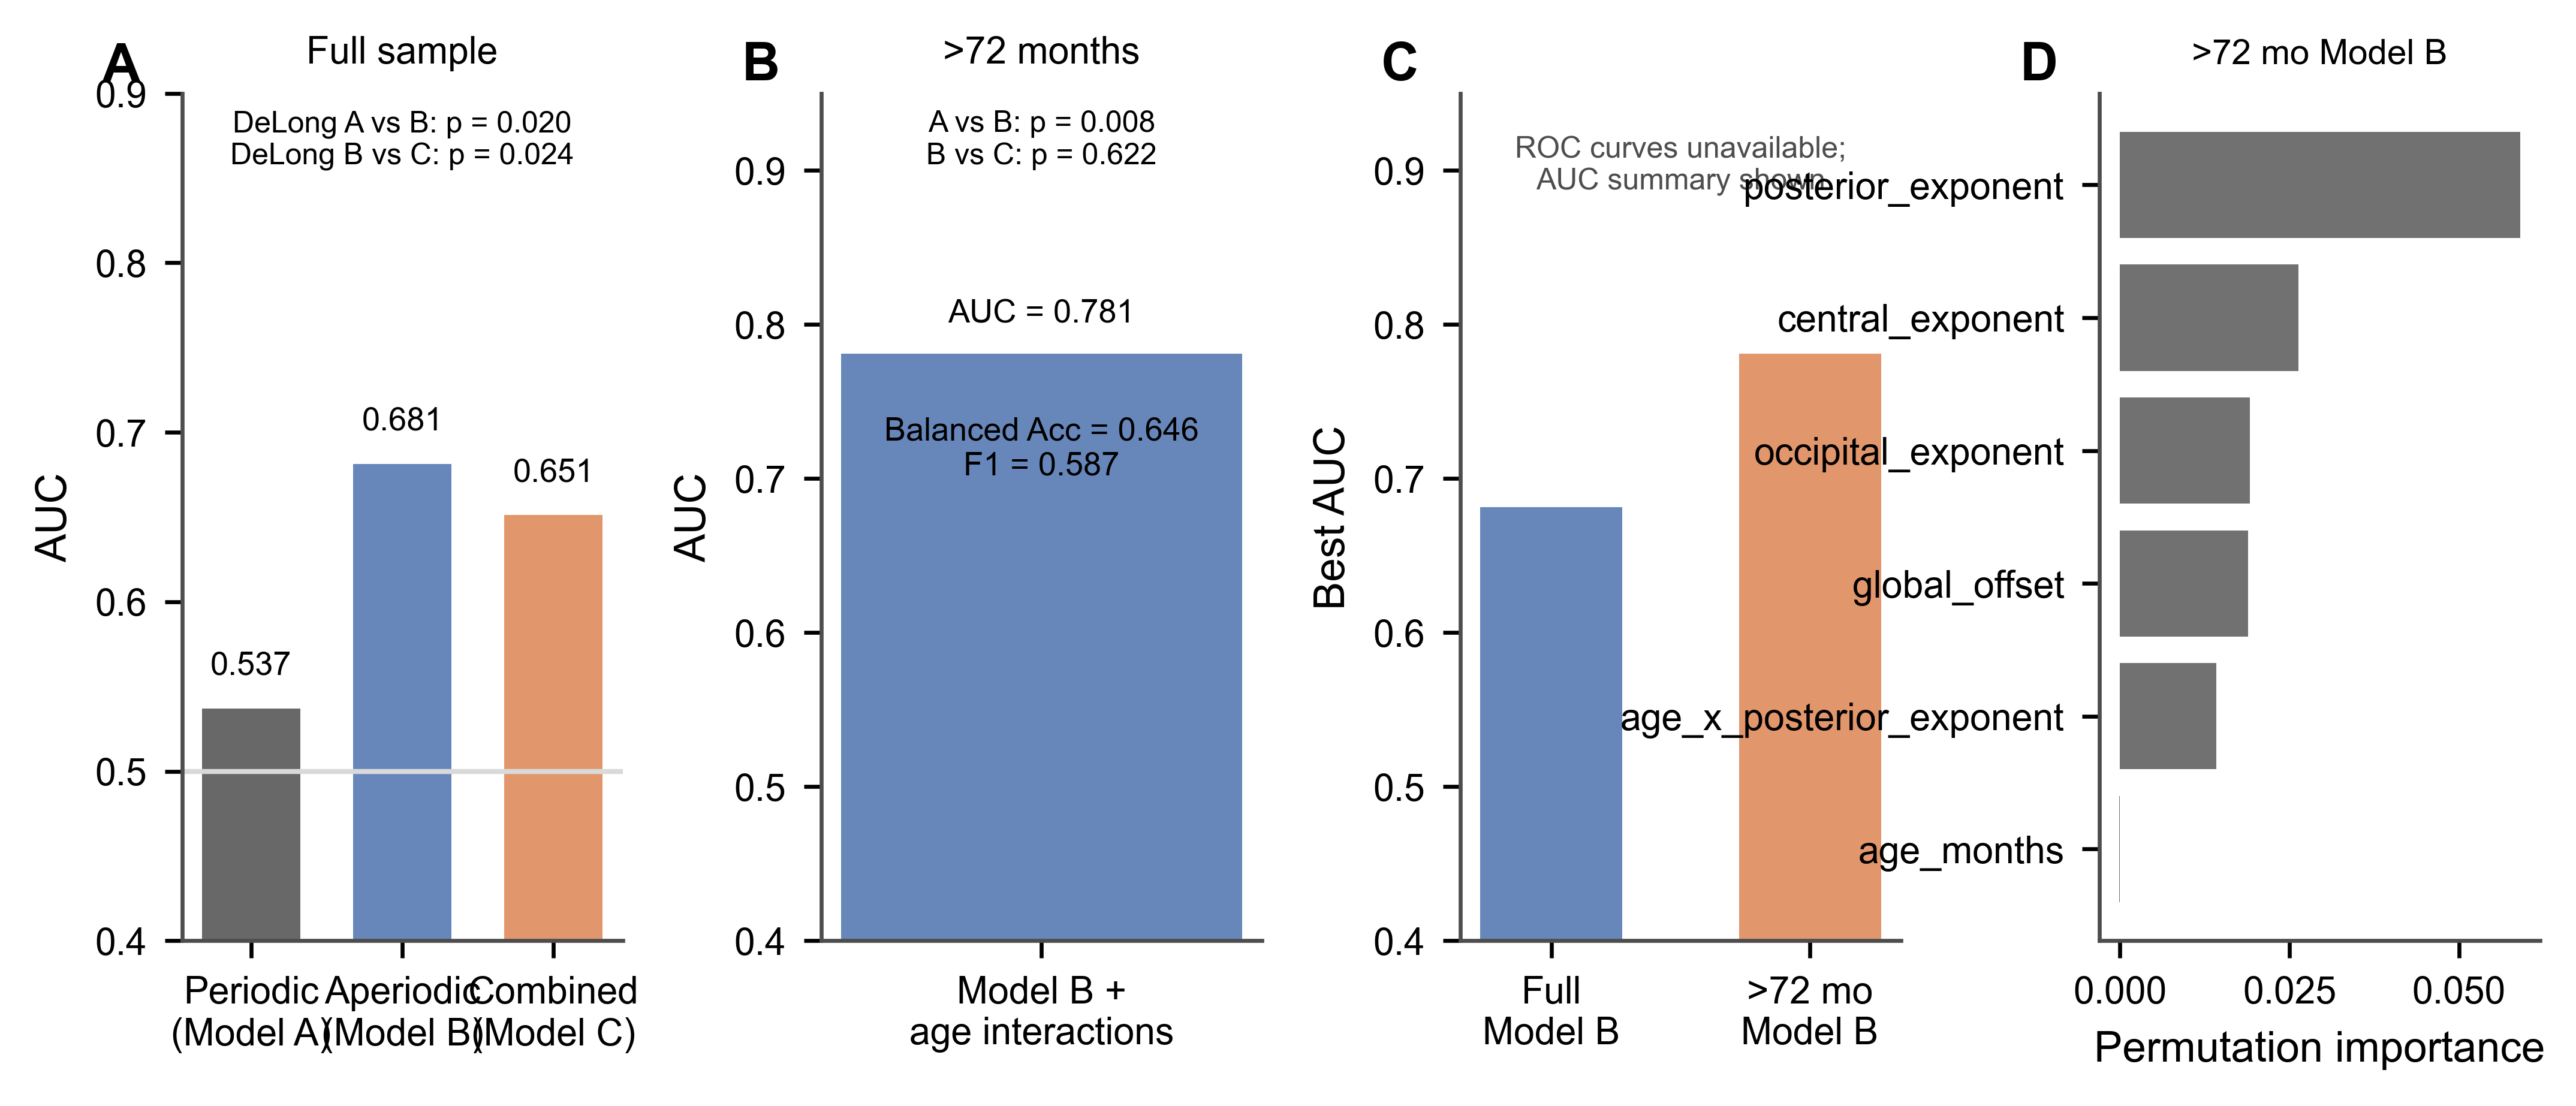 A
Full sample
DeLong A vs B: p = 0.020
DeLong B vs C: p = 0.024
AUC
0.9
0.8
0.7
0.6
0.5
0.4
0.537
0.681
0.651
Periodic
(Model A)
Aperiodic
(Model B)
Combined
(Model C)
B
>72 months
A vs B: p = 0.008
B vs C: p = 0.622
AUC
0.9
0.8
0.7
0.6
0.5
0.4
AUC = 0.781
Balanced Acc = 0.646
F1 = 0.587
Model B +
age interactions
C
ROC curves unavailable;
AUC summary shown
Best AUC
0.9
0.8
0.7
0.6
0.5
0.4
Full
Model B
>72 mo
Model B
D
>72 mo Model B
posterior_exponent
central_exponent
occipital_exponent
global_offset
age_x_posterior_exponent
age_months
0.000
0.025
0.050
Permutation importance